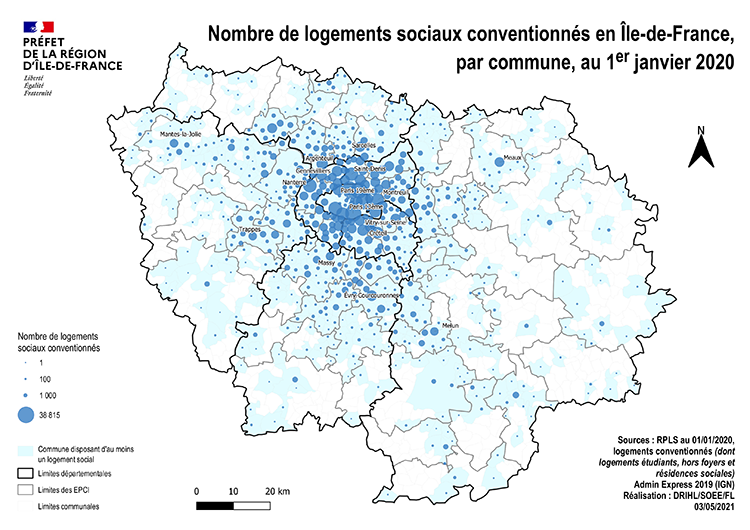 PRÉFET
DE LA RÉGION
D'ÎLE-DE-FRANCE
Liberté
Égalité
Fraternité
Nombre de logements sociaux conventionnés en Île-de-France,
par commune, au 1er janvier 2020
N
Mantes-la-Jolie
Sarcelles
Argenteuil
Gennevilliers
Saint-Denis
Meaux
Nanterre
Paris 19ème
Montreuil
Paris 13ème
Vitry-sur-Seine
Trappes
Créteil
Massy
Evry-Courcouronnes
Melun
Nombre de logements
sociaux conventionnés
1
100
1 000
38 815
Commune disposant d'au moins
un logement social
Limites départementales
Limites des EPCI
Limites communales
0 10 20 km
Sources : RPLS au 01/01/2020,
logements conventionnés (dont
logements étudiants, hors foyers et
résidences sociales)
Admin Express 2019 (IGN)
Réalisation : DRIHL/SOEE/FL
03/05/2021